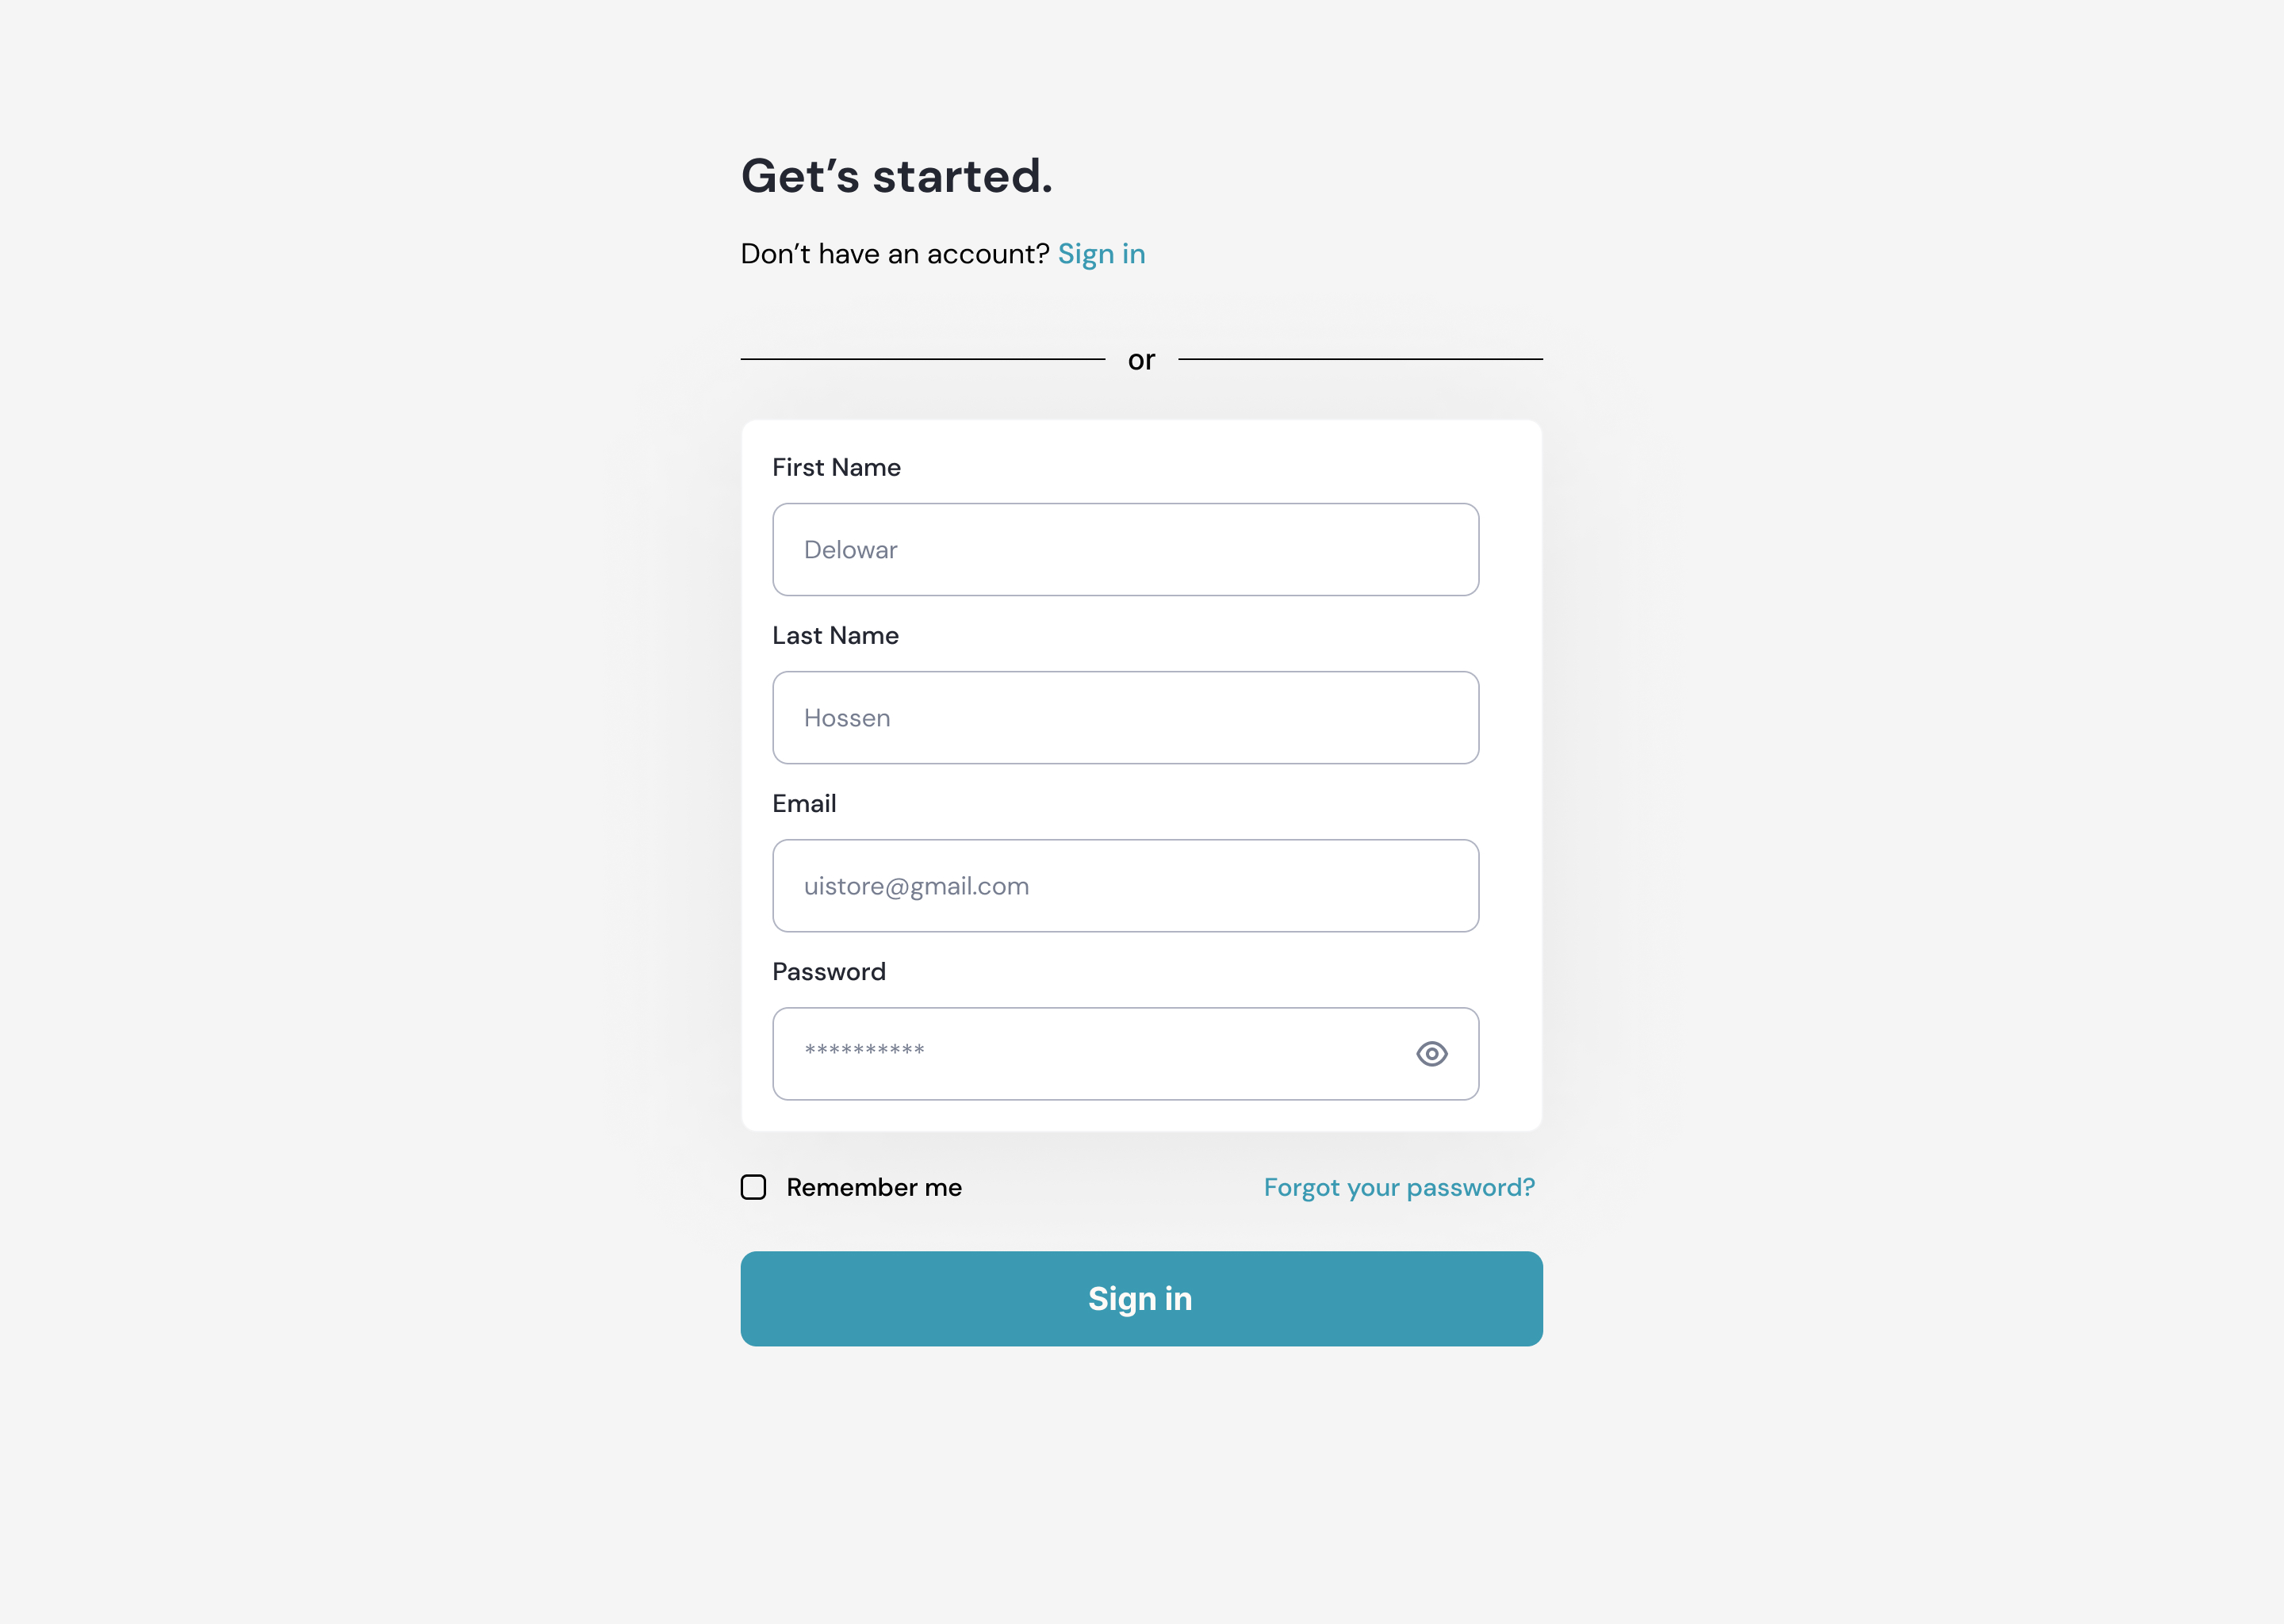 Get’s started.
Don’t have an account? Sign in
or
First Name
Delowar
Last Name
Hossen
Email
uistore@gmail.com
Password
**********
Remember me
Forgot your password?
Sign in